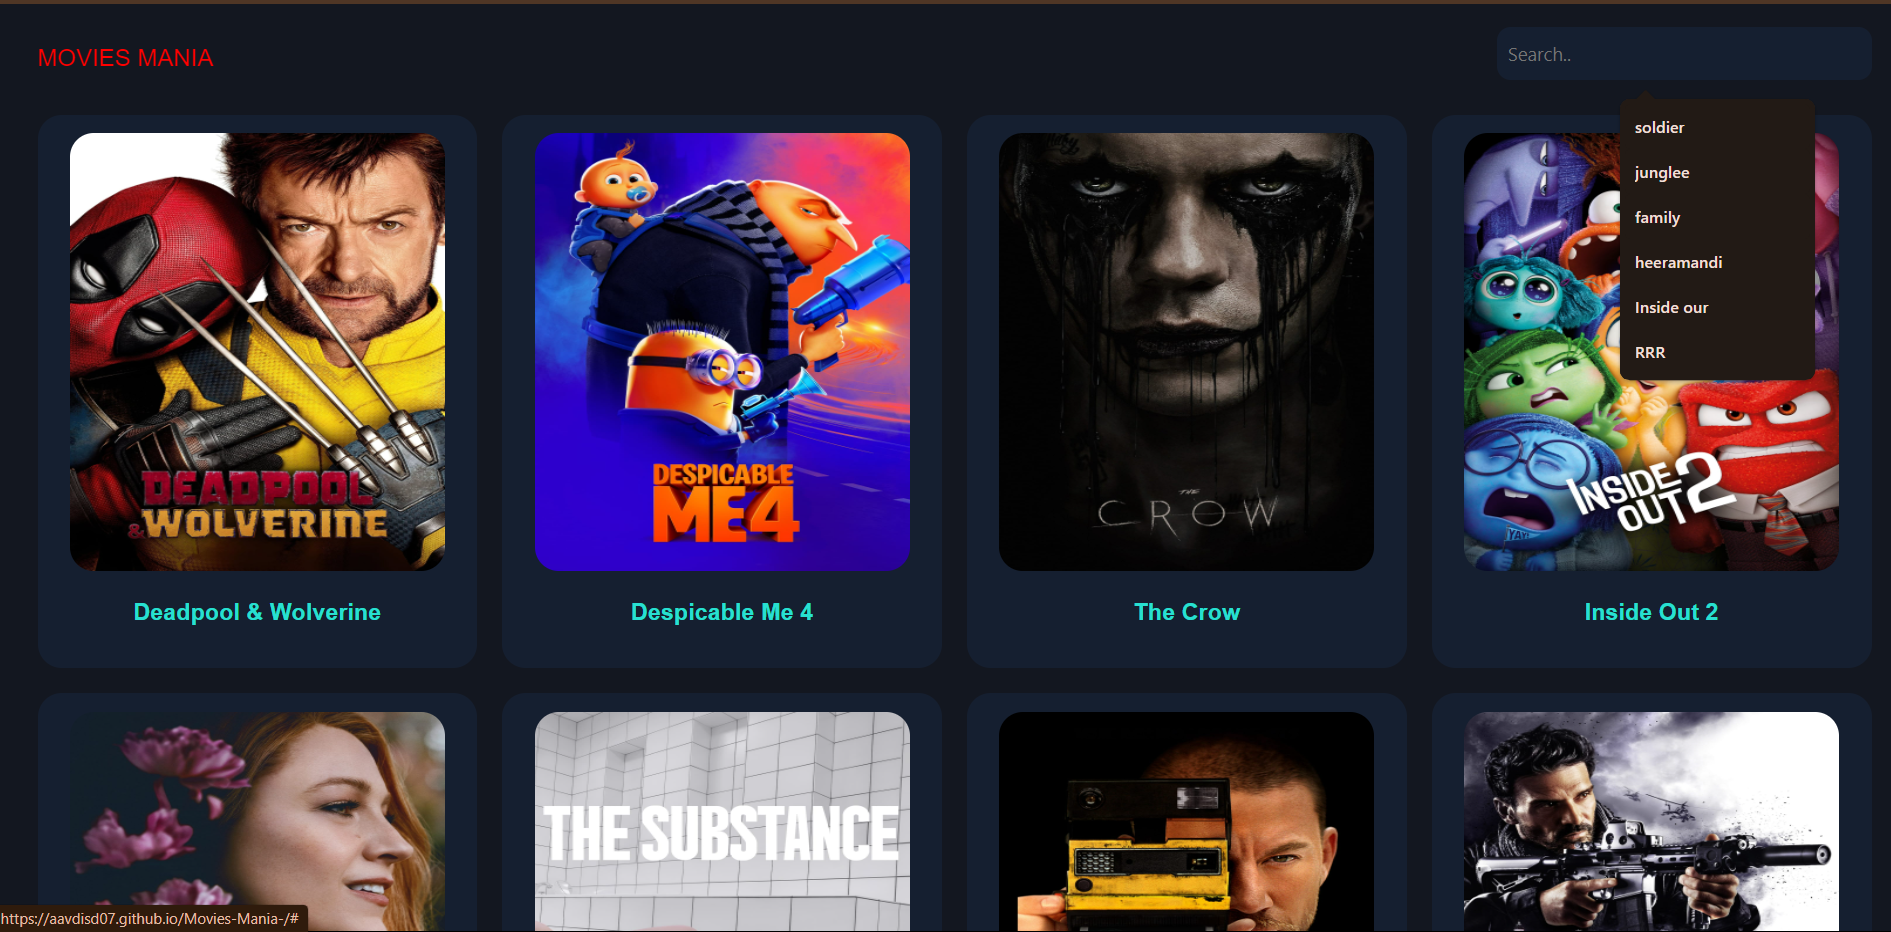 MOVIES MANIA
Search..
soldier
junglee
family
heeramandi
Inside our
RRR
DEADPOOL
&WOLVERINE
DESPICABLE
ME4
THE
CROW
INSIDE
OUT 2
YAY!
Deadpool & Wolverine
Despicable Me 4
The Crow
Inside Out 2
THE SUBSTANCE
https://aavdisd07.github.io/Movies-Mania-/#